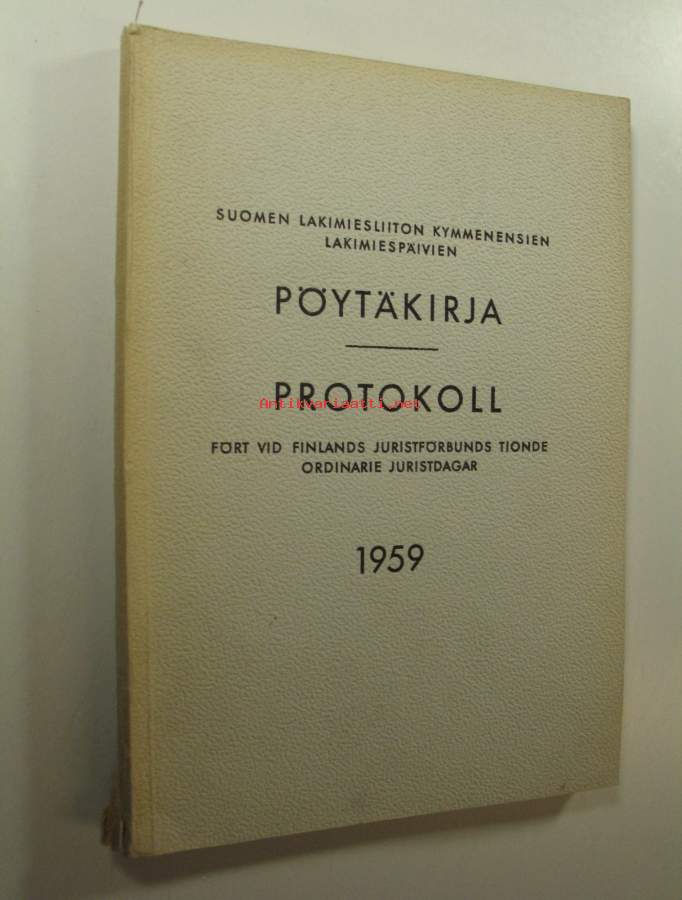 SUOMEN LAKIMIESLIITON KYMMENENSIEN
LAKIMIESPÄIVIEN
PÖYTÄKIRJA
PROTOKOLL
Antikvariaatti.net
FÖRT VID FINLANDS JURISTFÖRBUNDS TIONDE
ORDINARIE JURISTDAGAR
1959